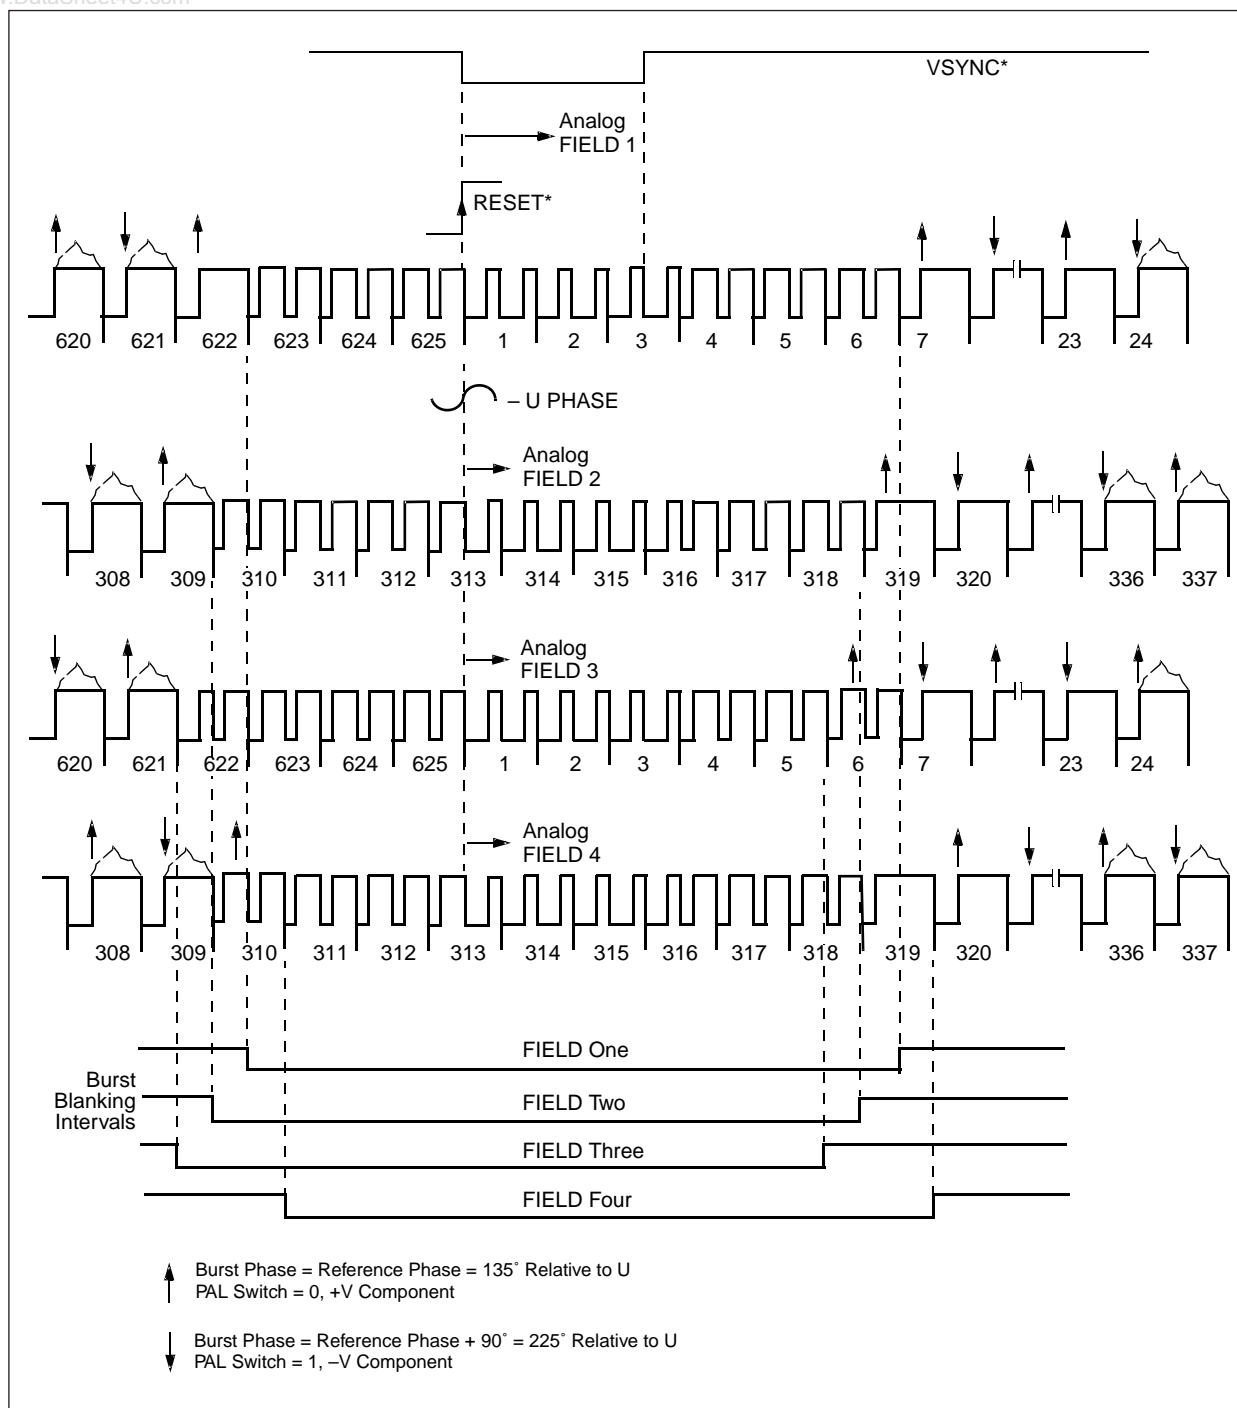 VSYNC*
Analog
FIELD 1
RESET*
620 621 622 623 624 625 1 2 3 4 5 6 7 23 24
– U PHASE
Analog
FIELD 2
308 309 310 311 312 313 314 315 316 317 318 319 320 336 337
Analog
FIELD 3
620 621 622 623 624 625 1 2 3 4 5 6 7 23 24
Analog
FIELD 4
308 309 310 311 312 313 314 315 316 317 318 319 320 336 337
FIELD One
Burst
Blanking
Intervals
FIELD Two
FIELD Three
FIELD Four
Burst Phase = Reference Phase = 135° Relative to U
PAL Switch = 0, +V Component
Burst Phase = Reference Phase + 90° = 225° Relative to U
PAL Switch = 1, –V Component